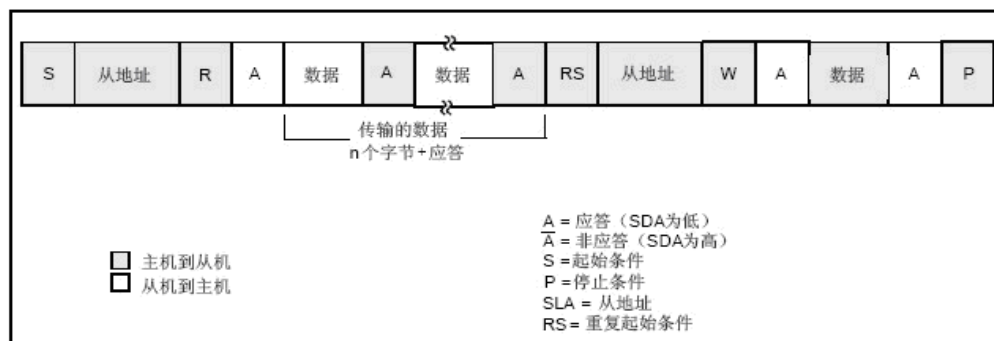 S 从地址 R A 数据 A 数据 A RS 从地址 W A 数据 A P
传输的数据
n个字节+应答
A = 应答（SDA为低）
A̅ = 非应答（SDA为高）
主机到从机
S =起始条件
从机到主机
P =停止条件
SLA = 从地址
RS = 重复起始条件